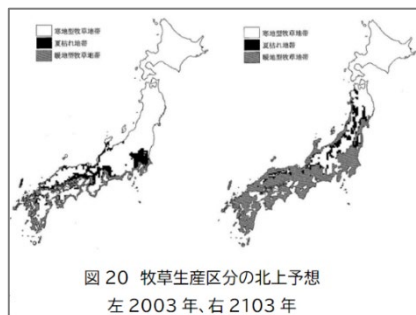 寒地型牧草地帯
夏枯れ地帯
暖地型牧草地帯
寒地型牧草地帯
夏枯れ地帯
暖地型牧草地帯
図 20 牧草生産区分の北上予想
左 2003 年、右 2103 年